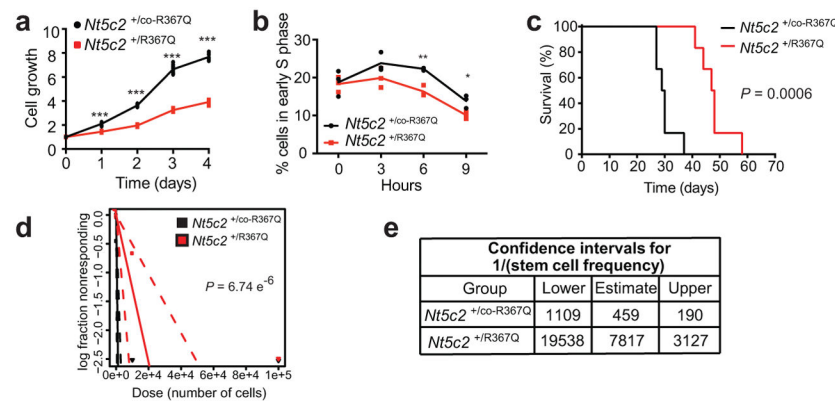 a
Nt5c2 +/co-R367Q
Nt5c2 +/R367Q
Cell growth
10
8
6
4
2
0
***
***
***
***
0 1 2 3 4
Time (days)
b
% cells in early S phase
30
20
10
0
**
*
Nt5c2 +/co-R367Q
Nt5c2 +/R367Q
0 3 6 9
Hours
c
Nt5c2 +/co-R367Q
Nt5c2 +/R367Q
Survival (%)
100
80
60
40
20
0
P = 0.0006
0 10 20 30 40 50 60 70
Time (days)
d
log fraction nonresponding
0.0
−0.5
−1.0
−1.5
−2.0
−2.5
Nt5c2 +/co-R367Q
Nt5c2 +/R367Q
P = 6.74 e-6
0e+0 2e+4 4e+4 6e+4 8e+4 1e+5
Dose (number of cells)
e
Confidence intervals for
1/(stem cell frequency)
Group Lower Estimate Upper
Nt5c2 +/co-R367Q 1109 459 190
Nt5c2 +/R367Q 19538 7817 3127